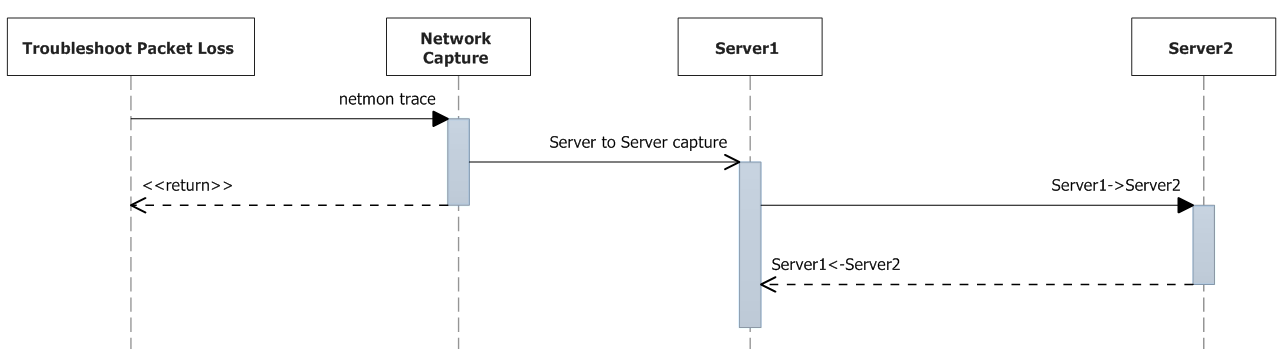 Troubleshoot Packet Loss
Network
Capture
Server1
Server2
netmon trace
Server to Server capture
<<return>>
Server1->Server2
Server1<-Server2